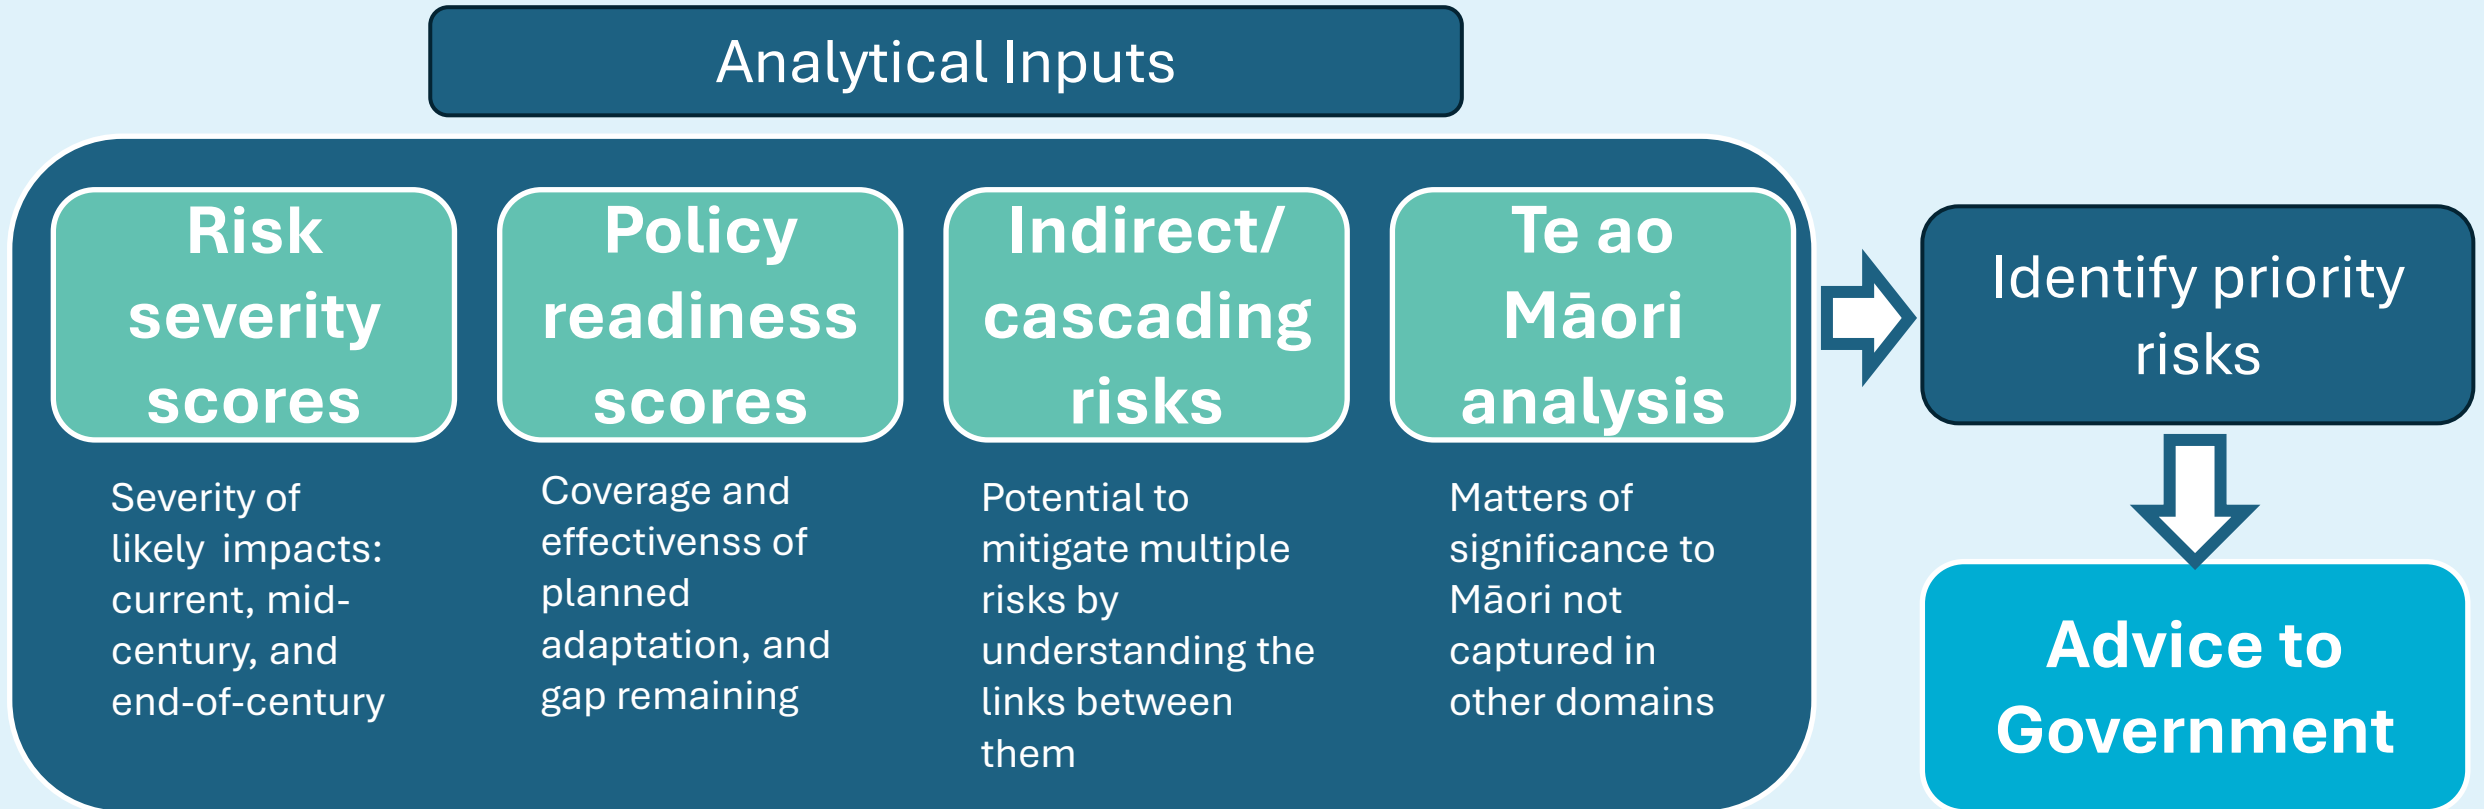 Analytical Inputs
Risk
severity
scores
Severity of
likely  impacts:
current, mid-
century, and
end-of-century
Policy
readiness
scores
Coverage and
effectivenss of
planned
adaptation, and
gap remaining
Indirect/
cascading
risks
Potential to
mitigate multiple
risks by
understanding the
links between
them
Te ao
Māori
analysis
Matters of
significance to
Māori not
captured in
other domains
Identify priority
risks
Advice to
Government